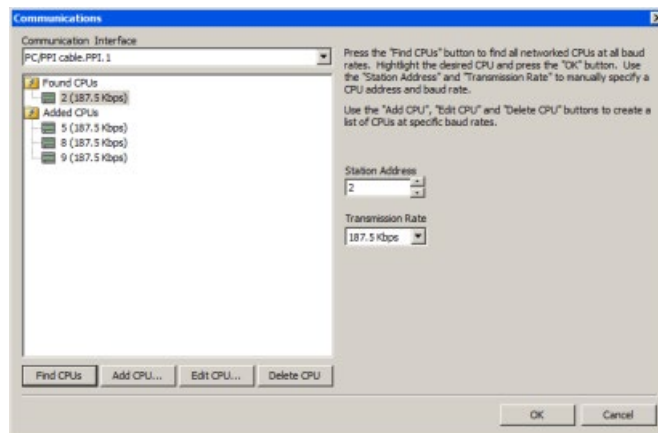 Communications
Communication Interface
PC/PPI cable.PPI.1
Found CPUs
2 (187.5 Kbps)
Added CPUs
5 (187.5 Kbps)
8 (187.5 Kbps)
9 (187.5 Kbps)
Find CPUs
Add CPU...
Edit CPU...
Delete CPU
Press the "Find CPUs" button to find all networked CPUs at all baud
rates. Highlight the desired CPU and press the "OK" button. Use
the "Station Address" and "Transmission Rate" to manually specify a
CPU address and baud rate.
Use the "Add CPU", "Edit CPU" and "Delete CPU" buttons to create a
list of CPUs at specific baud rates.
Station Address
2
Transmission Rate
187.5 Kbps
OK
Cancel